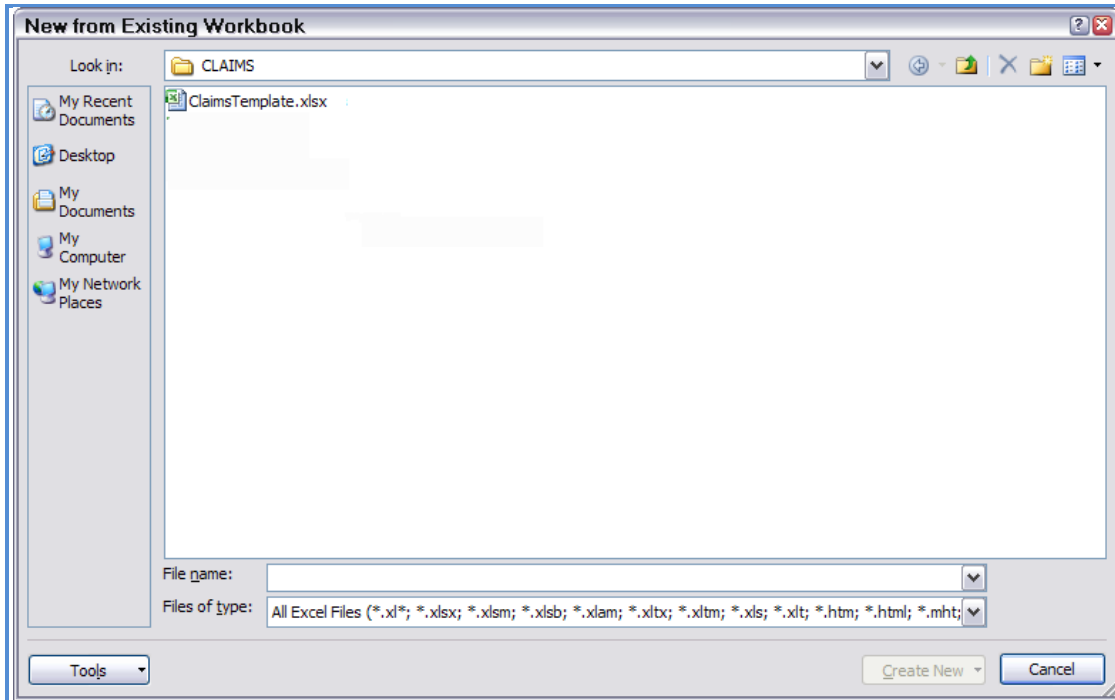 New from Existing Workbook
Look in:
CLAIMS
My Recent
Documents
Desktop
My
Documents
My
Computer
My Network
Places
ClaimsTemplate.xlsx
File name:
Files of type:
All Excel Files (*.xl*; *.xlsx; *.xlsm; *.xlsb; *.xlam; *.xltx; *.xltm; *.xls; *.xlt; *.htm; *.html; *.mht;
Tools
Create New
Cancel